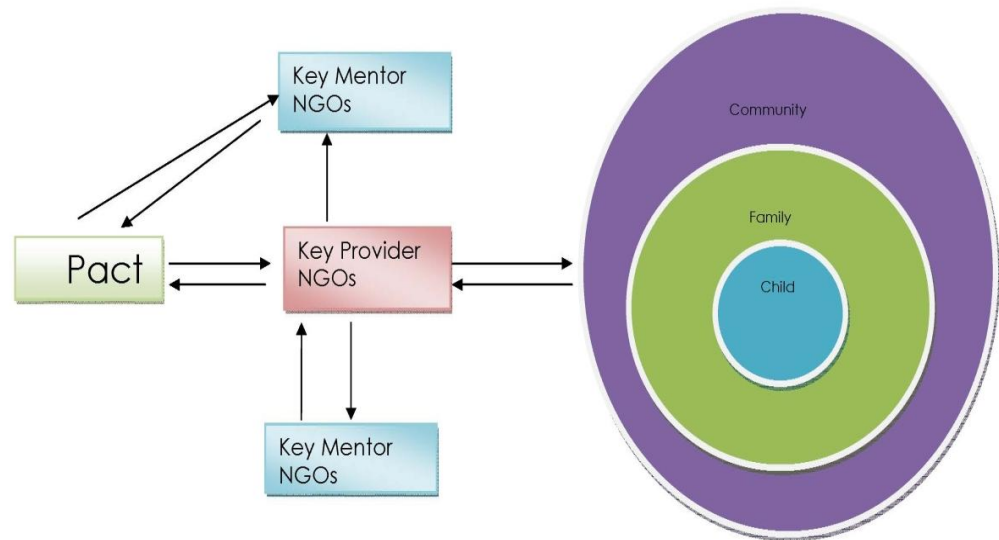 Key Mentor
NGOs
Community
Family
Pact
Key Provider
NGOs
Child
Key Mentor
NGOs